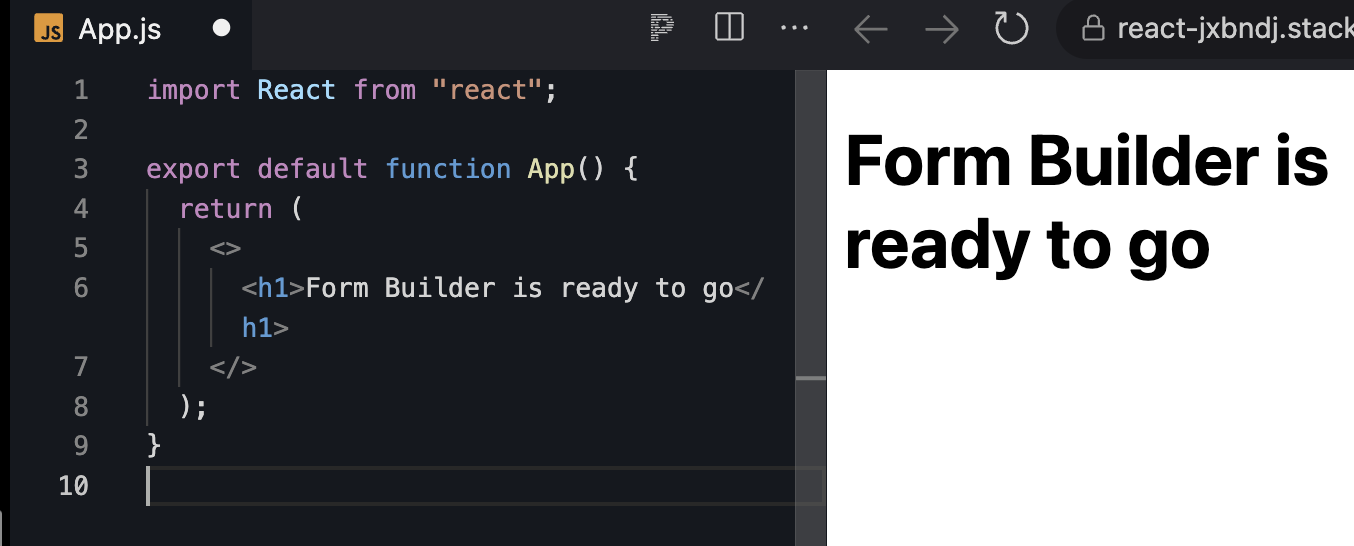 JS App.js
react-jxbndj.stack
1 import React from "react";
2
3 export default function App() {
4 return (
5 <>
6 <h1>Form Builder is ready to go</
h1>
7 </>
8 );
9 }
10
Form Builder is
ready to go